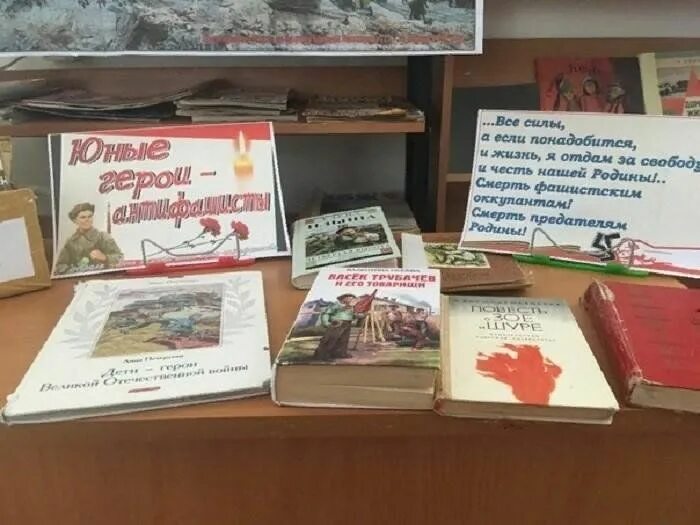 Юные
герои -
антифашисты
...Все силы,
а если понадобится,
и жизнь, я отдам за свободу
и честь нашей Родины!..
Смерть фашистским
оккупантам!
Смерть предателям
Родины!
Дети - герои
Великой Отечественной войны
ВАСЁК ТРУБАЧЁВ
И ЕГО ТОВАРИЩИ
ПОВЕСТЬ
о ЗОЕ
и ШУРЕ